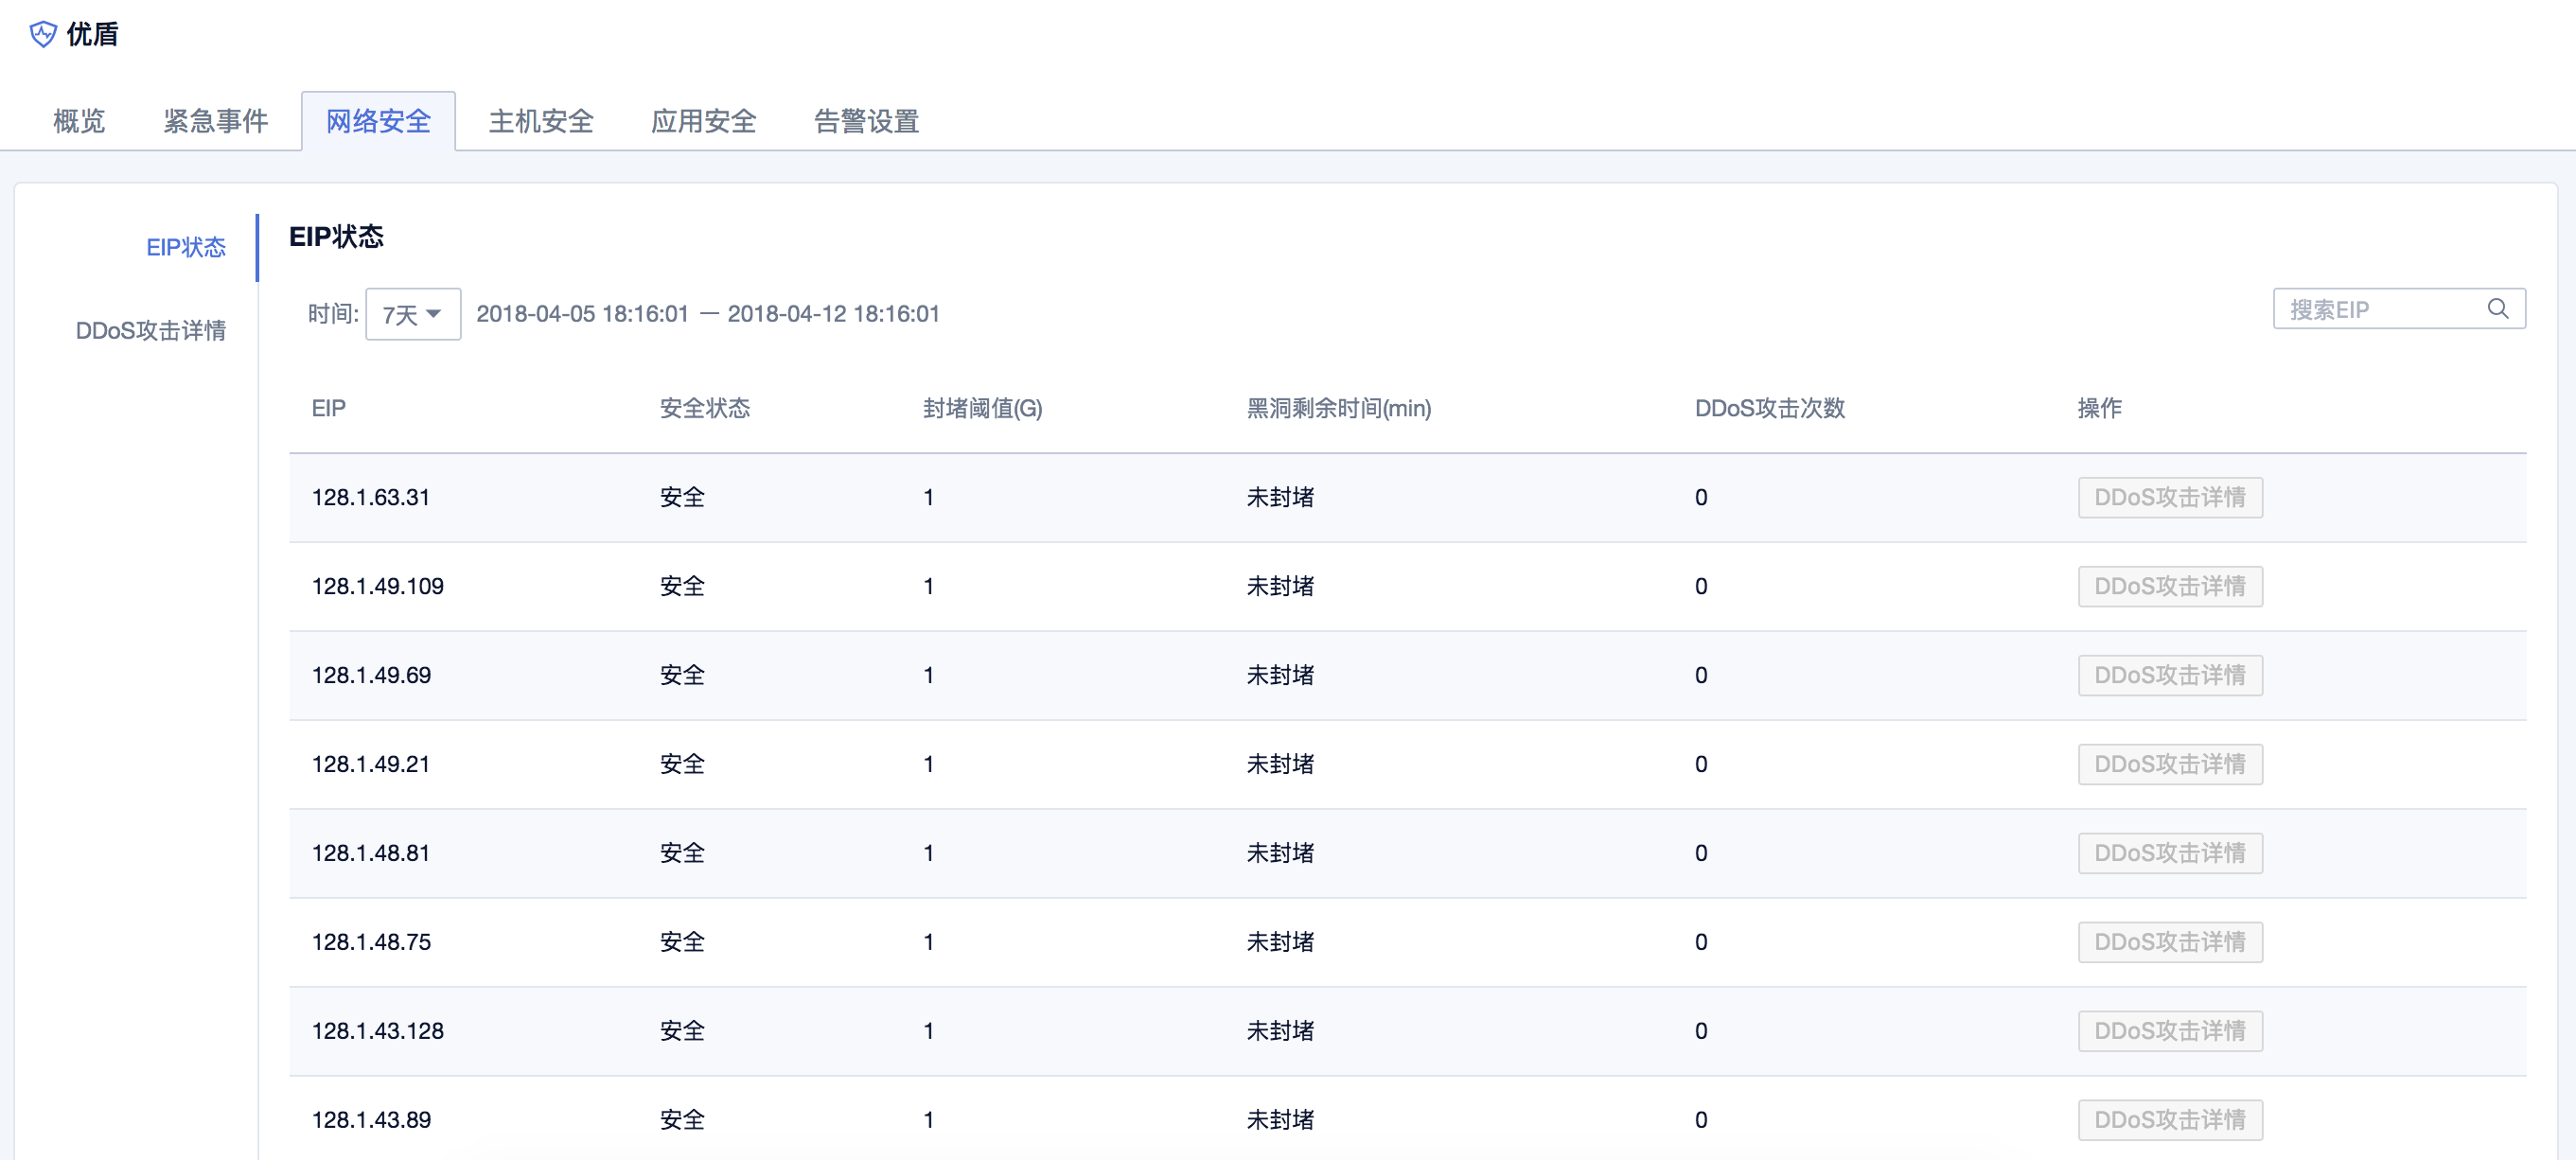 优盾
概览 紧急事件 网络安全 主机安全 应用安全 告警设置
EIP状态
DDoS攻击详情
EIP状态
时间: 7天 2018-04-05 18:16:01 — 2018-04-12 18:16:01 搜索EIP
EIP 安全状态 封堵阈值(G) 黑洞剩余时间(min) DDoS攻击次数 操作
128.1.63.31 安全 1 未封堵 0 DDoS攻击详情
128.1.49.109 安全 1 未封堵 0 DDoS攻击详情
128.1.49.69 安全 1 未封堵 0 DDoS攻击详情
128.1.49.21 安全 1 未封堵 0 DDoS攻击详情
128.1.48.81 安全 1 未封堵 0 DDoS攻击详情
128.1.48.75 安全 1 未封堵 0 DDoS攻击详情
128.1.43.128 安全 1 未封堵 0 DDoS攻击详情
128.1.43.89 安全 1 未封堵 0 DDoS攻击详情